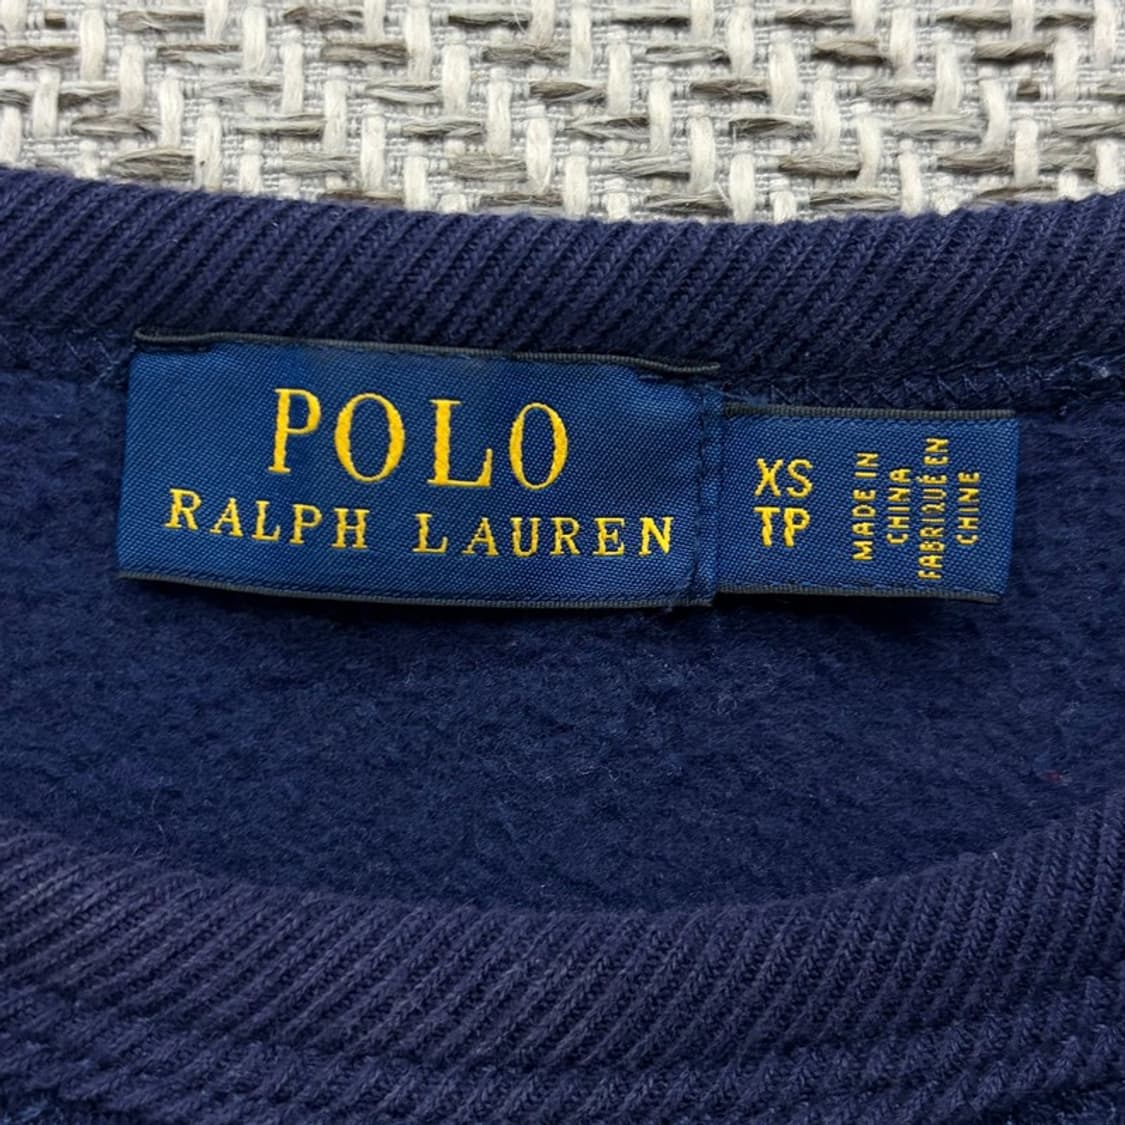 POLO
RALPH LAUREN
XS
TP
MADE IN
CHINA
FABRIQUÉ EN
CHINE